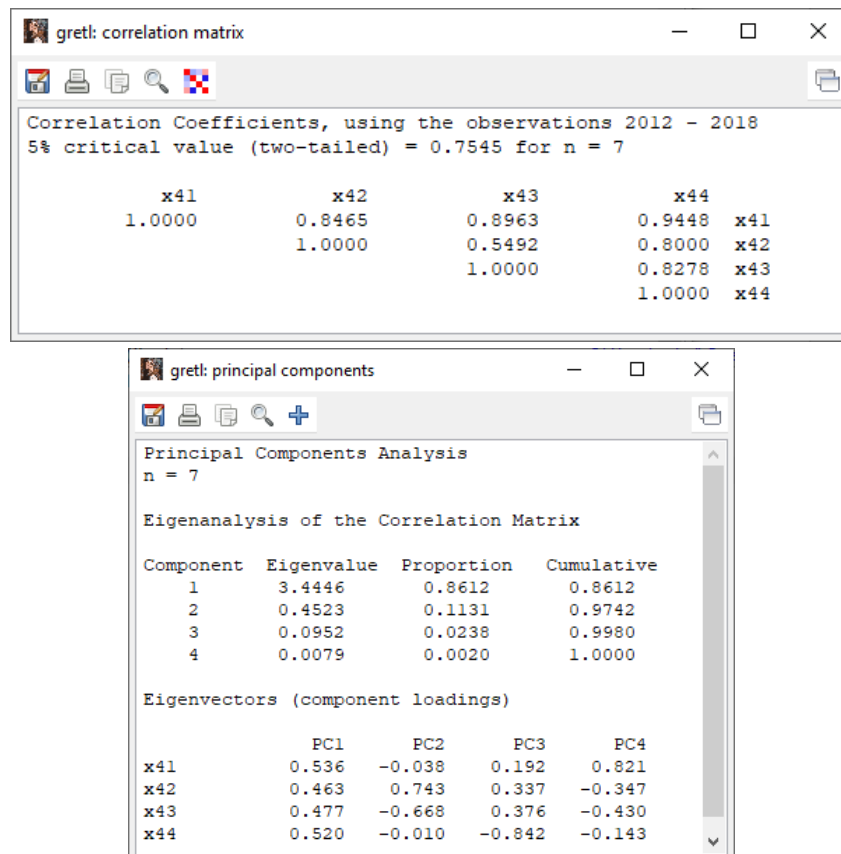 gretl: correlation matrix
Correlation Coefficients, using the observations 2012 - 2018
5% critical value (two-tailed) = 0.7545 for n = 7
x41 x42 x43 x44
1.0000 0.8465 0.8963 0.9448 x41
1.0000 0.5492 0.8000 x42
1.0000 0.8278 x43
1.0000 x44
gretl: principal components
Principal Components Analysis
n = 7
Eigenanalysis of the Correlation Matrix
Component Eigenvalue Proportion Cumulative
1 3.4446 0.8612 0.8612
2 0.4523 0.1131 0.9742
3 0.0952 0.0238 0.9980
4 0.0079 0.0020 1.0000
Eigenvectors (component loadings)
PC1 PC2 PC3 PC4
x41 0.536 -0.038 0.192 0.821
x42 0.463 0.743 0.337 -0.347
x43 0.477 -0.668 0.376 -0.430
x44 0.520 -0.010 -0.842 -0.143